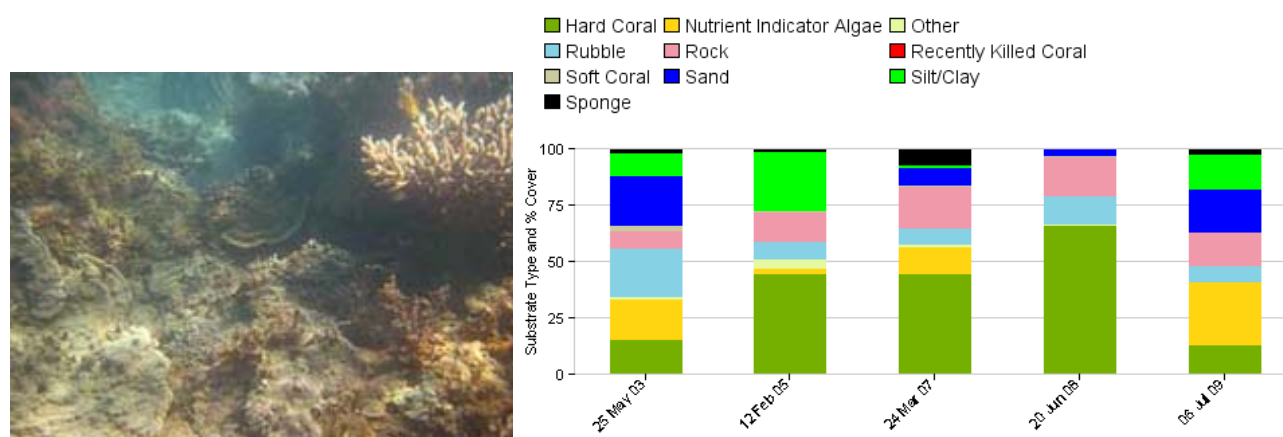 Hard Coral Nutrient Indicator Algae Other
Rubble Rock Recently Killed Coral
Soft Coral Sand Silt/Clay
Sponge
Substrate Type and % Cover
100
75
50
25
0
25 May 03 12 Feb 05 24 Mar 07 20 Jun 08 06 Jul 09